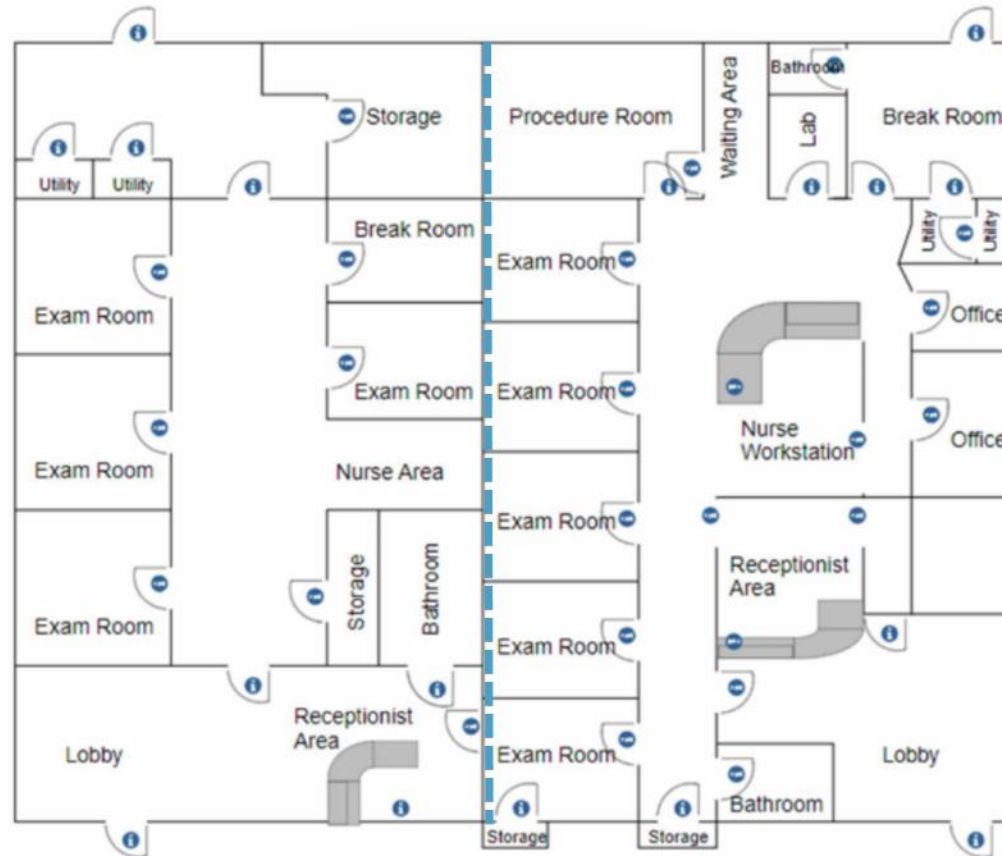 Storage
Procedure Room
Waiting Area
Bathroom
Lab
Break Room
Utility
Utility
Utility
Utility
Break Room
Exam Room
Exam Room
Office
Exam Room
Exam Room
Nurse
Workstation
Office
Exam Room
Nurse Area
Exam Room
Storage
Bathroom
Receptionist
Area
Exam Room
Exam Room
Receptionist
Area
Lobby
Exam Room
Lobby
Bathroom
Storage
Storage